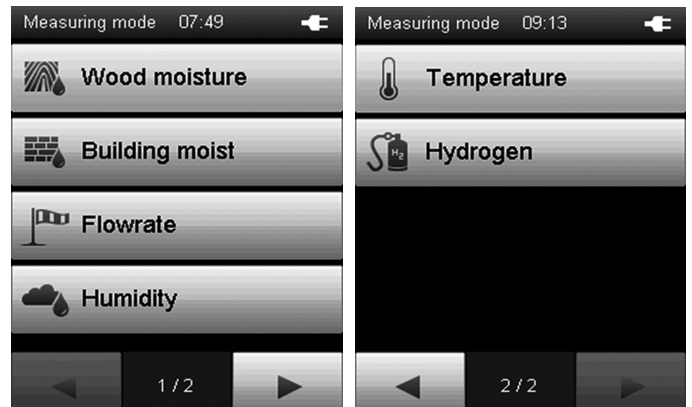 Measuring mode 07:49
Wood moisture
Building moist
Flowrate
Humidity
1 / 2
Measuring mode 09:13
Temperature
H2
Hydrogen
2 / 2